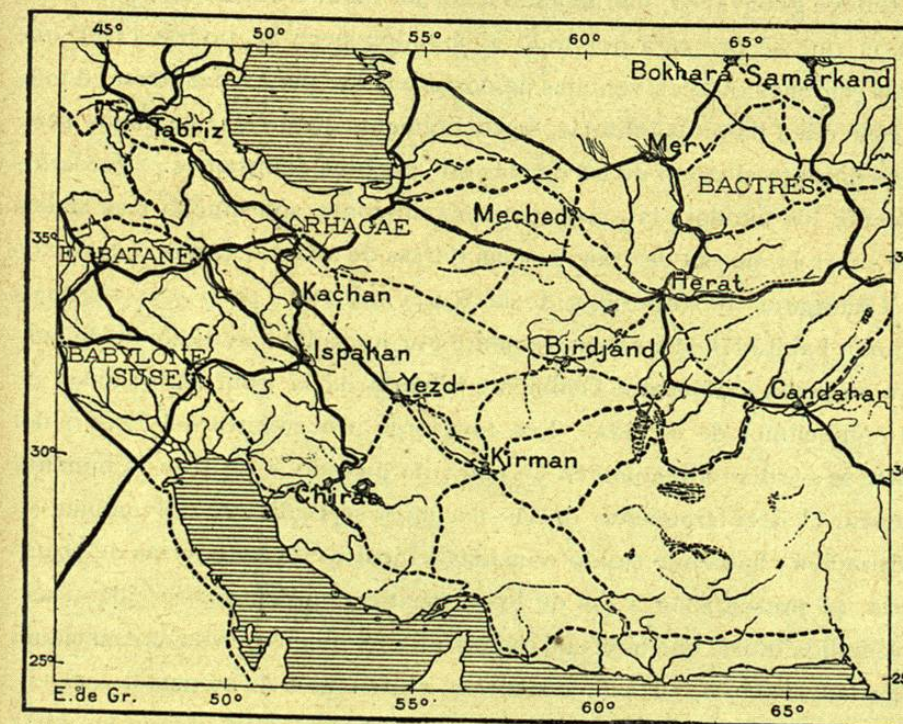 45° 50° 55° 60° 65°
Bokhara Samarkand
Tabriz
Merv
BACTRES
Meched
RHAGAE
35°
ECBATANE
Herat
Kachan
BABYLONE
Ispahan
Birdjand
SUSE
Yezd
Candahar
30°
Kirman
Chiras
25°
E.de Gr.
50° 55° 60° 65°